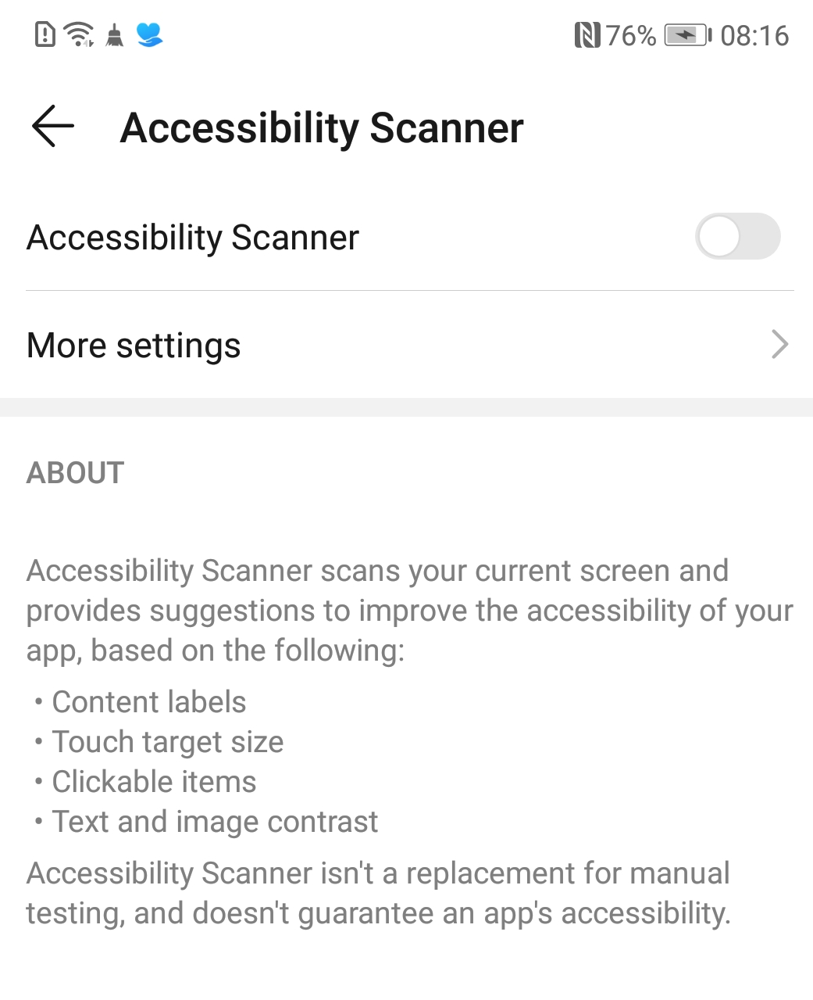 76% 08:16
Accessibility Scanner
Accessibility Scanner
More settings
ABOUT
Accessibility Scanner scans your current screen and
provides suggestions to improve the accessibility of your
app, based on the following:
• Content labels
• Touch target size
• Clickable items
• Text and image contrast
Accessibility Scanner isn't a replacement for manual
testing, and doesn't guarantee an app's accessibility.